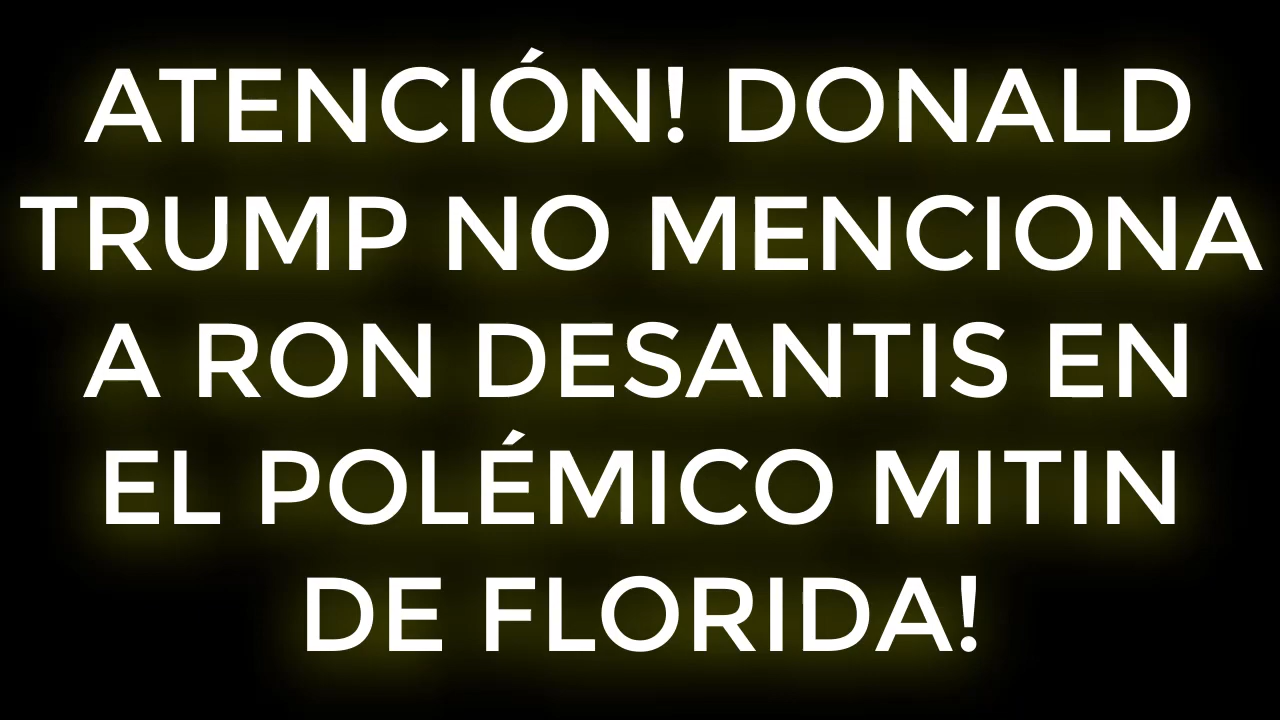 ATENCIÓN! DONALD
TRUMP NO MENCIONA
A RON DESANTIS EN
EL POLÉMICO MITIN
DE FLORIDA!